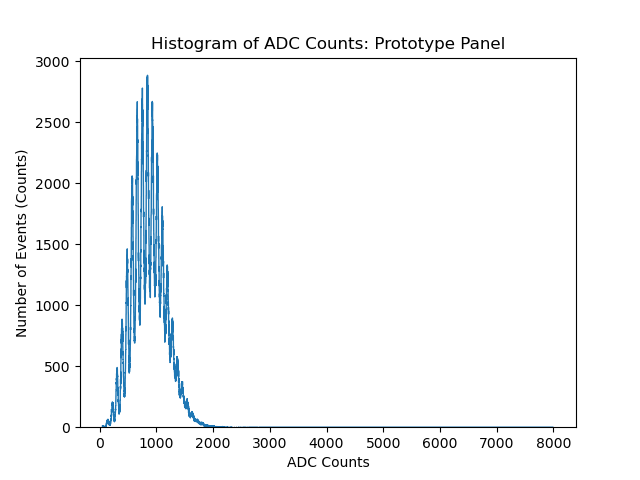 Histogram of ADC Counts: Prototype Panel
3000
2500
2000
1500
1000
500
0
Number of Events (Counts)
0 1000 2000 3000 4000 5000 6000 7000 8000
ADC Counts